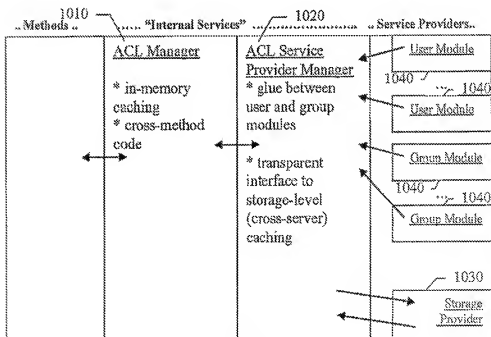 1010
1020
.. Methods ..
..... "Internal Services" .....................
.. Service Providers..
ACL Manager
* in-memory
caching
* cross-method
code
ACL Service
Provider Manager
* glue between
user and group
modules
* transparent
interface to
storage-level
(cross-server)
caching
User Module
1040
... 1040
User Module
Group Module
1040
... 1040
Group Module
1030
Storage
Provider